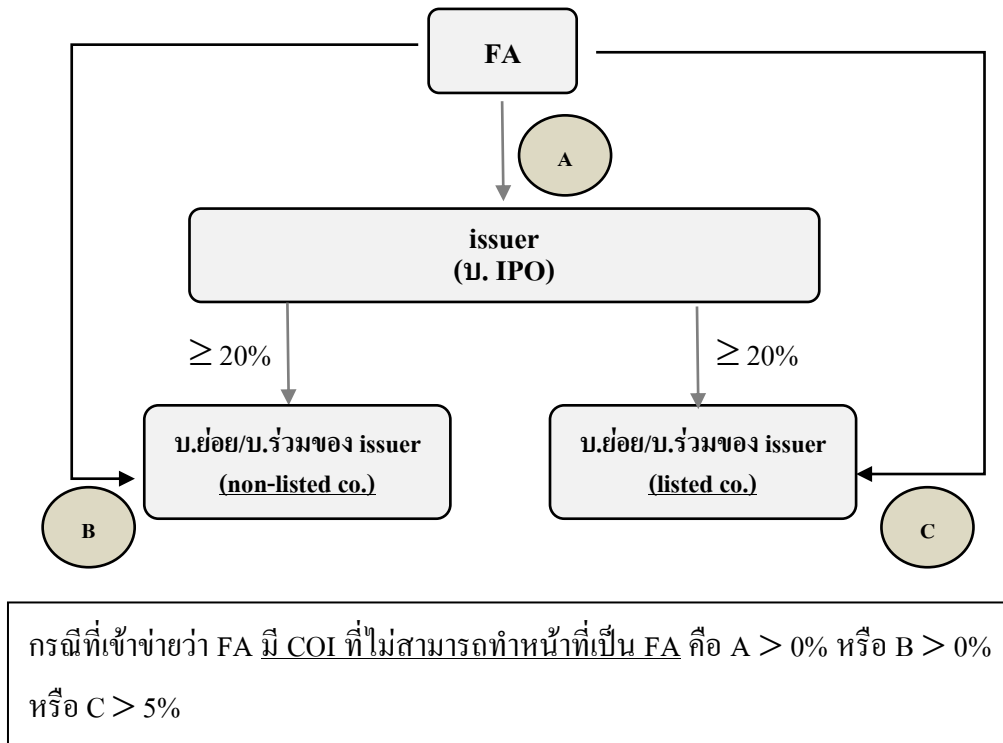 FA
A
issuer
(บ. IPO)
≥ 20%
≥ 20%
บ.ย่อย/บ.ร่วมของ issuer
(non-listed co.)
บ.ย่อย/บ.ร่วมของ issuer
(listed co.)
B
C
กรณีที่เข้าข่ายว่า FA มี COI ที่ไม่สามารถทำหน้าที่เป็น FA คือ A > 0% หรือ B > 0%
หรือ C > 5%